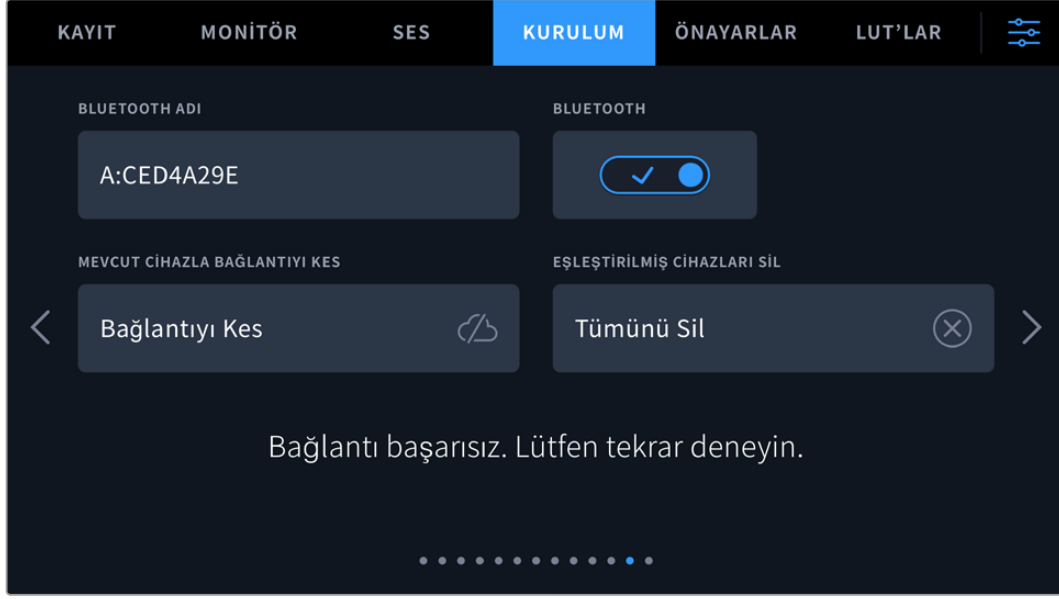 KAYIT MONİTÖR SES KURULUM ÖNAYARLAR LUT’LAR
BLUETOOTH ADI BLUETOOTH
A:CED4A29E
MEVCUT CİHAZLA BAĞLANTIYI KES EŞLEŞTİRİLMİŞ CİHAZLARI SİL
Bağlantıyı Kes Tümünü Sil
Bağlantı başarısız. Lütfen tekrar deneyin.